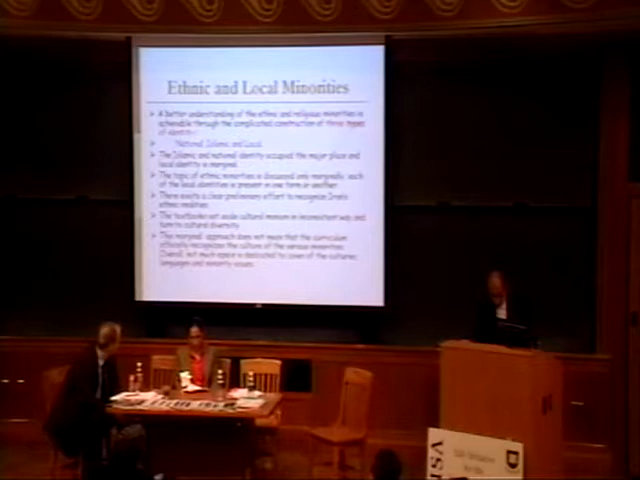 Ethnic and Local Minorities
A better understanding of the ethnic and religious minorities is
achievable through the complicated construction of three types
of identity:
National, Islamic and Local.
The Islamic and national identity occupied the major place and
local identity is marginal.
The topic of ethnic minorities is discussed only marginally, each
of the local identities is present in one form or another.
There exists a clear preliminary effort to recognize Iran's
ethnic realities.
The textbooks set aside cultural in inconsistent way and
turn to cultural diversity.
This marginal approach does not mean that the curriculum
officially recognizes the culture of the various minorities.
Overall, not much space is dedicated to cover of the cultures,
languages and minority issues.
USA
D